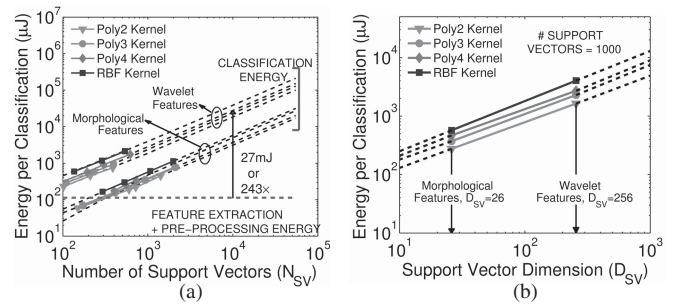 Energy per Classification (μJ)
10^7
10^6
10^5
10^4
10^3
10^2
10^1
Poly2 Kernel
Poly3 Kernel
Poly4 Kernel
RBF Kernel
CLASSIFICATION
ENERGY
Wavelet
Features
Morphological
Features
27mJ
or
243×
FEATURE EXTRACTION
+ PRE-PROCESSING ENERGY
10^2
10^3
10^4
10^5
Number of Support Vectors (N_SV)
(a)
Energy per Classification (μJ)
10^4
10^3
10^2
10^1
Poly2 Kernel
Poly3 Kernel
Poly4 Kernel
RBF Kernel
# SUPPORT
VECTORS = 1000
Morphological
Features, D_SV=26
Wavelet
Features, D_SV=256
10^1
10^2
10^3
Support Vector Dimension (D_SV)
(b)